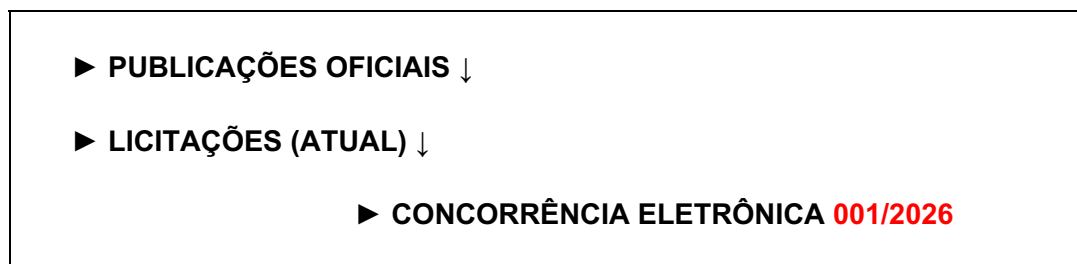 ► PUBLICAÇÕES OFICIAIS ↓
► LICITAÇÕES (ATUAL) ↓
► CONCORRÊNCIA ELETRÔNICA 001/2026